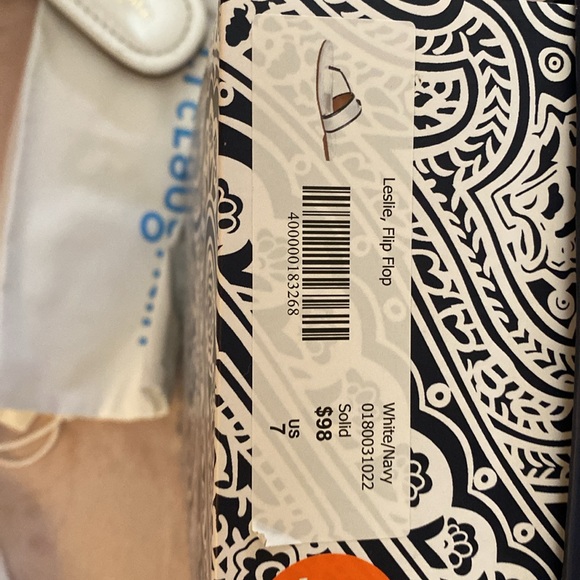 Leslie, Flip Flop
400000183268
White/Navy
0180031022
Solid
$98
US
7